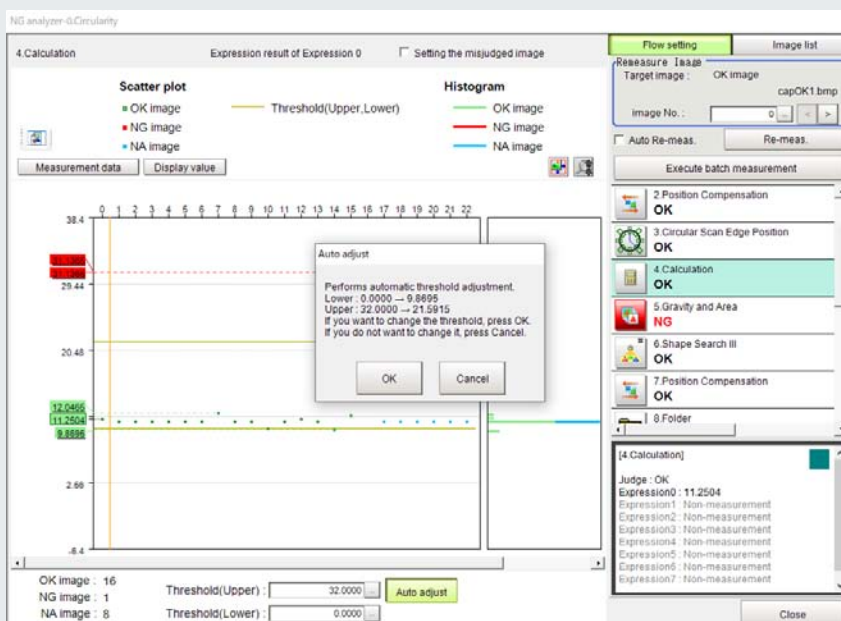 NG analyzer-0.Circularity
4.Calculation
Expression result of Expression 0
Setting the misjudged image
Scatter plot
OK image
NG image
NA image
Threshold(Upper,Lower)
Histogram
OK image
NG image
NA image
Measurement data
Display value
0 1 2 3 4 5 6 7 8 9 10 11 12 13 14 15 16 17 18 19 20 21 22
38.4
29.44
20.48
12.0465
11.2504
2.66
Auto adjust
Performs automatic threshold adjustment.
Lower : 0.0000 → 9.8695
Upper : 32.0000 → 21.5915
If you want to change the threshold, press OK.
If you do not want to change it, press Cancel.
OK
Cancel
OK image : 16
NG image : 1
NA image : 8
Threshold(Upper) :
32.0000
...
Threshold(Lower) :
0.0000
...
Auto adjust
Flow setting
Image list
Remeasure Image
Target image :
OK image
capOK1.bmp
Image No. :
0
...
<
>
Auto Re-meas.
Re-meas.
Execute batch measurement
2.Position Compensation
OK
3.Circular Scan Edge Position
OK
4.Calculation
OK
5.Gravity and Area
NG
6.Shape Search III
OK
7.Position Compensation
OK
8.Folder
[4.Calculation]
Judge : OK
Expression0 : 11.2504
Expression1 : Non-measurement
Expression2 : Non-measurement
Expression3 : Non-measurement
Expression4 : Non-measurement
Expression5 : Non-measurement
Expression6 : Non-measurement
Expression7 : Non-measurement
Close